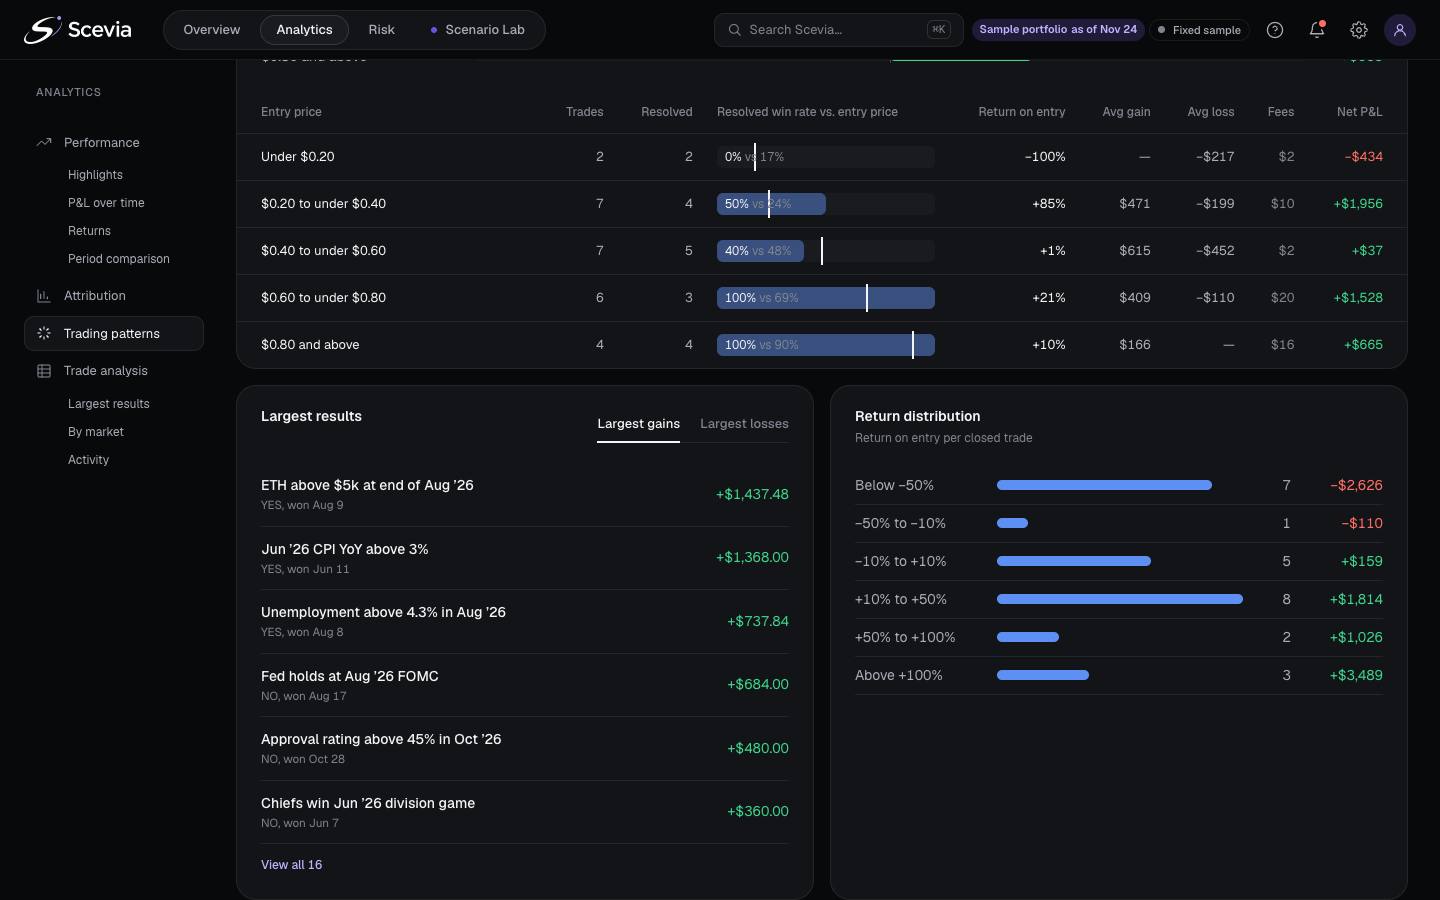 Scevia
Overview Analytics Risk Scenario Lab
Search Scevia… ⌘K
Sample portfolio as of Nov 24
Fixed sample
ANALYTICS
Performance
Highlights
P&L over time
Returns
Period comparison
Attribution
Trading patterns
Trade analysis
Largest results
By market
Activity
Entry price Trades Resolved Resolved win rate vs. entry price Return on entry Avg gain Avg loss Fees Net P&L
Under $0.20 2 2 0% vs 17% −100% — −$217 $2 −$434
$0.20 to under $0.40 7 4 50% vs 24% +85% $471 −$199 $10 +$1,956
$0.40 to under $0.60 7 5 40% vs 48% +1% $615 −$452 $2 +$37
$0.60 to under $0.80 6 3 100% vs 69% +21% $409 −$110 $20 +$1,528
$0.80 and above 4 4 100% vs 90% +10% $166 — $16 +$665
Largest results
Largest gains Largest losses
ETH above $5k at end of Aug ’26
YES, won Aug 9
+$1,437.48
Jun ’26 CPI YoY above 3%
YES, won Jun 11
+$1,368.00
Unemployment above 4.3% in Aug ’26
YES, won Aug 8
+$737.84
Fed holds at Aug ’26 FOMC
NO, won Aug 17
+$684.00
Approval rating above 45% in Oct ’26
NO, won Oct 28
+$480.00
Chiefs win Jun ’26 division game
NO, won Jun 7
+$360.00
View all 16
Return distribution
Return on entry per closed trade
Below −50% 7 −$2,626
−50% to −10% 1 −$110
−10% to +10% 5 +$159
+10% to +50% 8 +$1,814
+50% to +100% 2 +$1,026
Above +100% 3 +$3,489